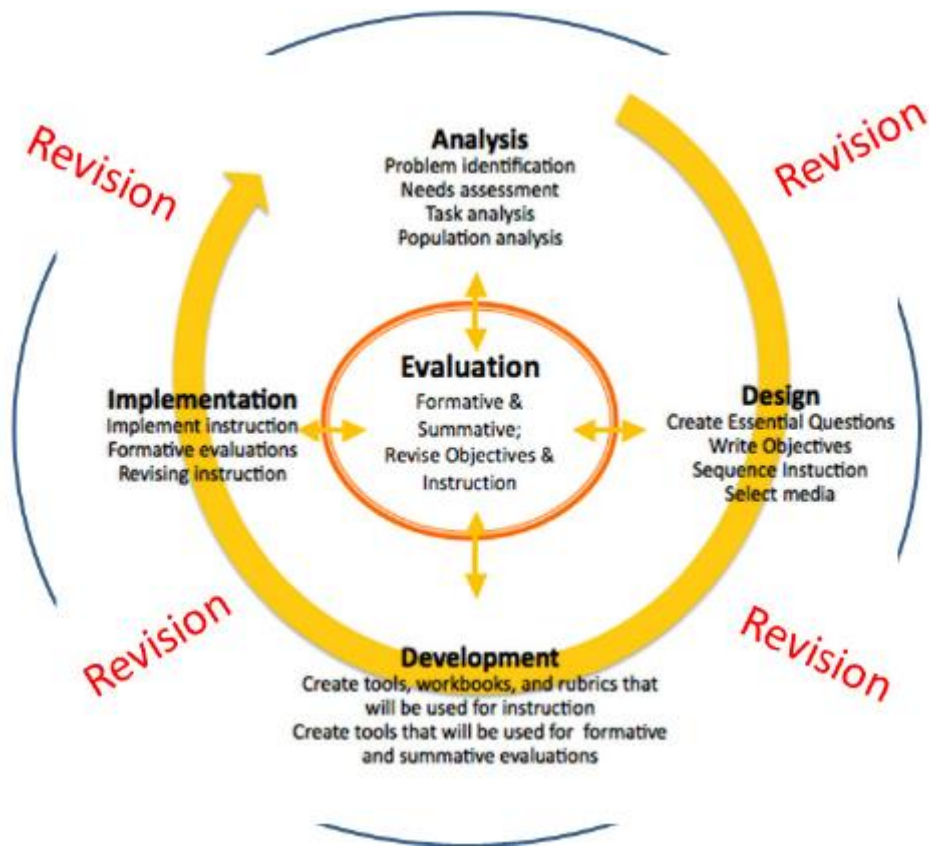 Revision
Revision
Analysis
Problem identification
Needs assessment
Task analysis
Population analysis
Evaluation
Formative &
Summative;
Revise Objectives &
Instruction
Implementation
Implement instruction
Formative evaluations
Revising instruction
Design
Create Essential Questions
Write Objectives
Sequence Instuction
Select media
Revision
Revision
Development
Create tools, workbooks, and rubrics that
will be used for instruction
Create tools that will be used for formative
and summative evaluations